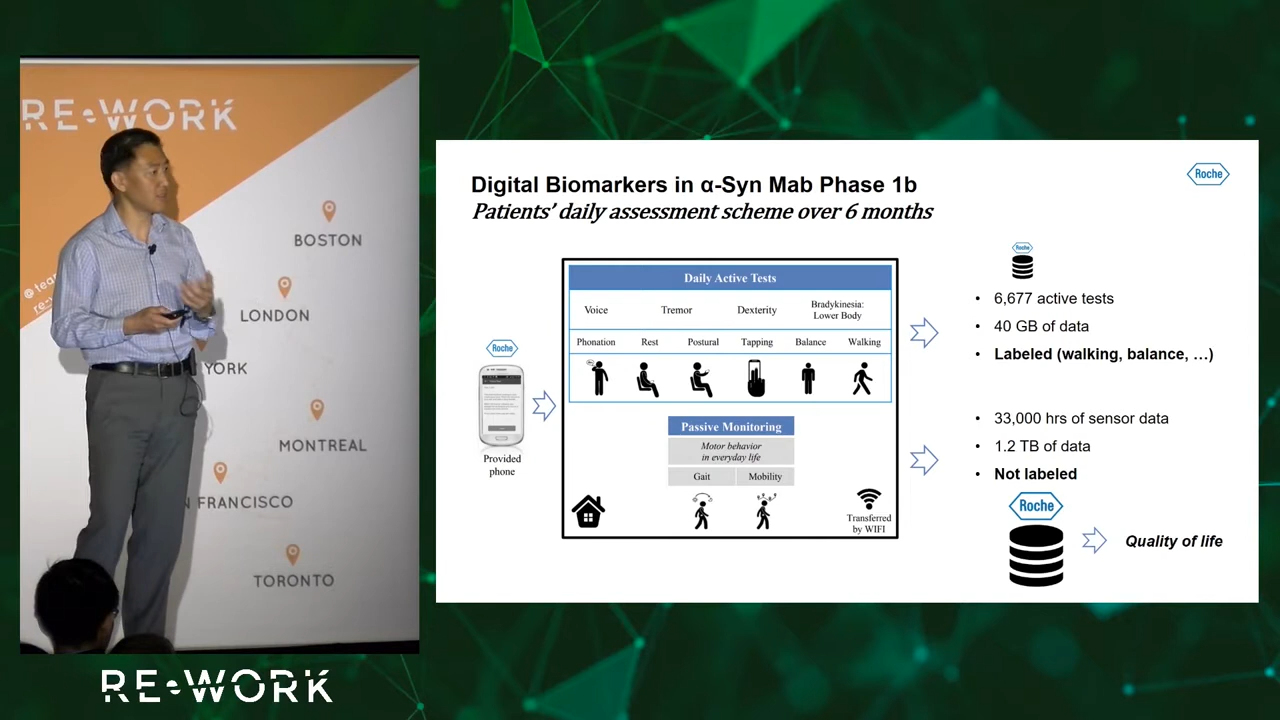 RE•WORK
BOSTON
@ tea
re•w
LONDON
YORK
MONTREAL
N FRANCISCO
TORONTO
RE•WORK
Digital Biomarkers in α-Syn Mab Phase 1b
Patients' daily assessment scheme over 6 months
Roche
Roche
Provided
phone
Daily Active Tests
Voice Tremor Dexterity Bradykinesia:
Lower Body
Phonation Rest Postural Tapping Balance Walking
Passive Monitoring
Motor behavior
in everyday life
Gait Mobility
Transferred
by WIFI
Roche
• 6,677 active tests
• 40 GB of data
• Labeled (walking, balance, …)
• 33,000 hrs of sensor data
• 1.2 TB of data
• Not labeled
Roche
Quality of life